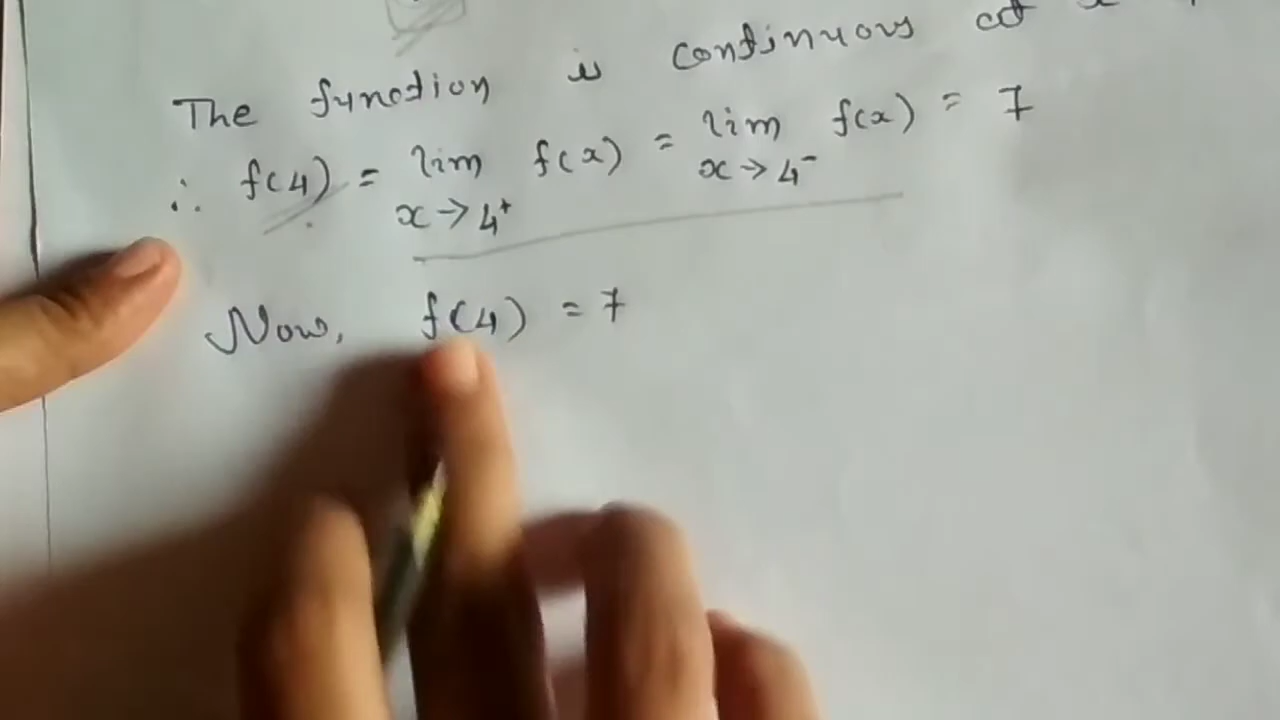 The function is continuous at x
∴ f(4) = lim f(x) = lim f(x) = 7
x→4⁺ x→4⁻
Now, f(4) = 7